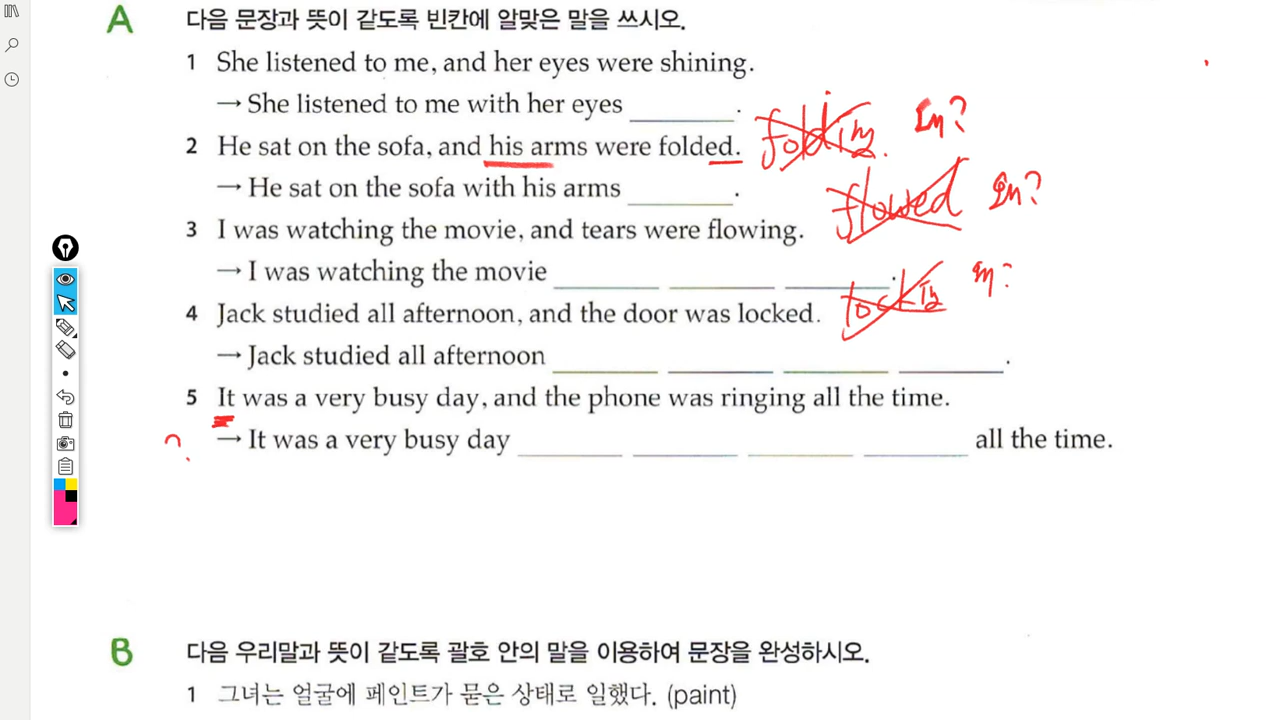 A 다음 문장과 뜻이 같도록 빈칸에 알맞은 말을 쓰시오.
1 She listened to me, and her eyes were shining.
→ She listened to me with her eyes ________.
2 He sat on the sofa, and his arms were folded. folding. In?
→ He sat on the sofa with his arms ________. flowed In?
3 I was watching the movie, and tears were flowing.
→ I was watching the movie ________ ________ ________.
4 Jack studied all afternoon, and the door was locked.
→ Jack studied all afternoon ________ ________ ________ ________.
5 It was a very busy day, and the phone was ringing all the time.
→ It was a very busy day ________ ________ ________ ________ all the time.
B 다음 우리말과 뜻이 같도록 괄호 안의 말을 이용하여 문장을 완성하시오.
1 그녀는 얼굴에 페인트가 묻은 상태로 일했다. (paint)